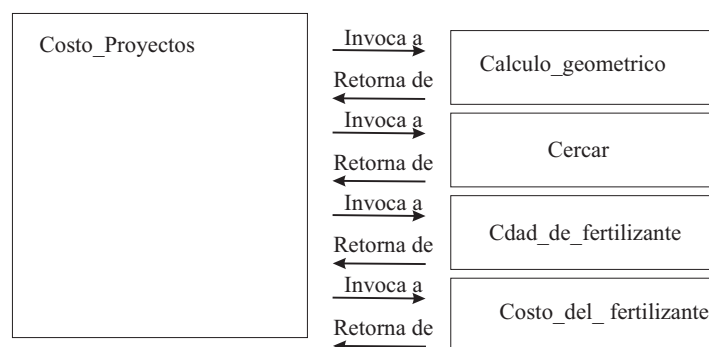 Costo_Proyectos
Invoca a
Calculo_geometrico
Retorna de
Invoca a
Cercar
Retorna de
Invoca a
Cdad_de_fertilizante
Retorna de
Invoca a
Costo_del_ fertilizante
Retorna de